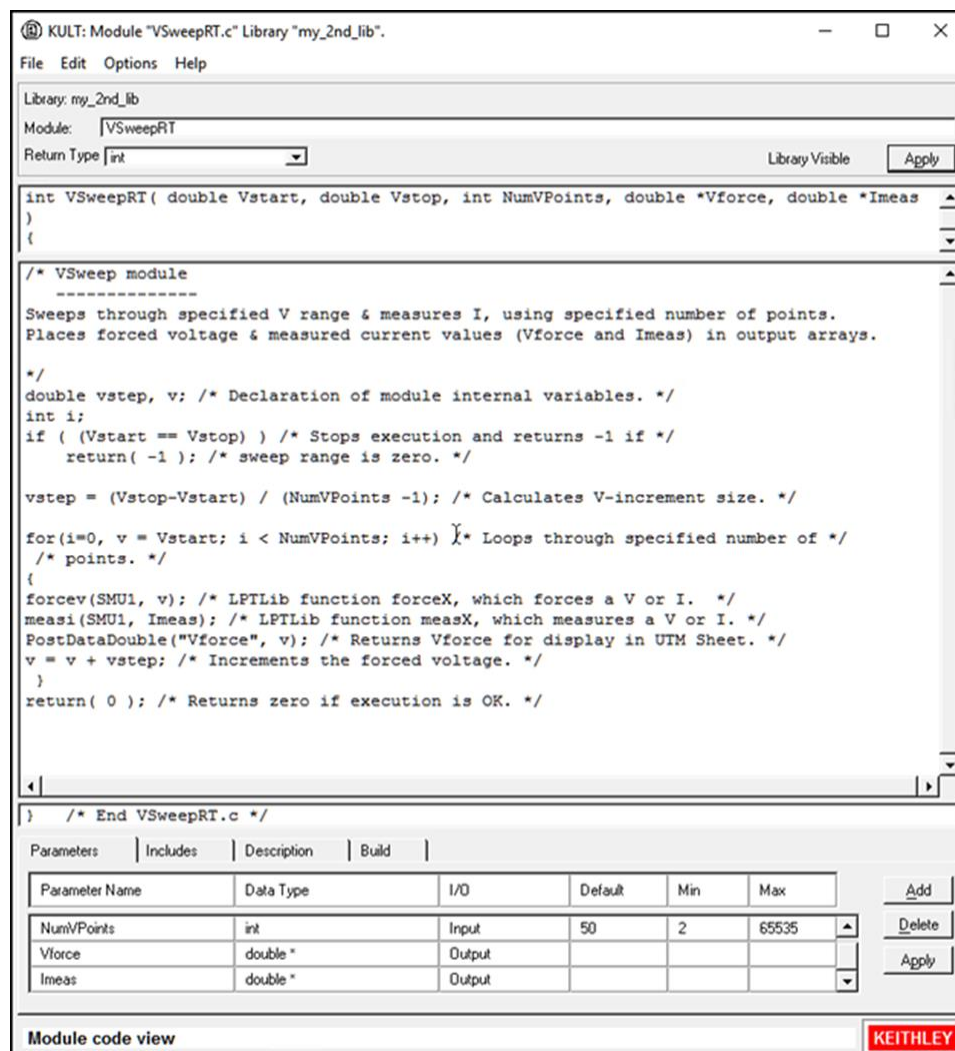 KULT: Module "VSweepRT.c" Library "my_2nd_lib".
File Edit Options Help
Library: my_2nd_lib
Module: VSweepRT
Return Type int Library Visible Apply
int VSweepRT( double Vstart, double Vstop, int NumVPoints, double *Vforce, double *Imeas
)
{
/* VSweep module
--------------
Sweeps through specified V range & measures I, using specified number of points.
Places forced voltage & measured current values (Vforce and Imeas) in output arrays.
*/
double vstep, v; /* Declaration of module internal variables. */
int i;
if ( (Vstart == Vstop) ) /* Stops execution and returns -1 if */
return( -1 ); /* sweep range is zero. */
vstep = (Vstop-Vstart) / (NumVPoints -1); /* Calculates V-increment size. */
for(i=0, v = Vstart; i < NumVPoints; i++) /* Loops through specified number of */
/* points. */
{
forcev(SMU1, v); /* LPTLib function forceX, which forces a V or I. */
measi(SMU1, Imeas); /* LPTLib function measX, which measures a V or I. */
PostDataDouble("Vforce", v); /* Returns Vforce for display in UTM Sheet. */
v = v + vstep; /* Increments the forced voltage. */
}
return( 0 ); /* Returns zero if execution is OK. */
} /* End VSweepRT.c */
Parameters Includes Description Build
Parameter Name Data Type I/O Default Min Max Add
NumVPoints int Input 50 2 65535 Delete
Vforce double * Output
Apply
Imeas double * Output
Module code view KEITHLEY